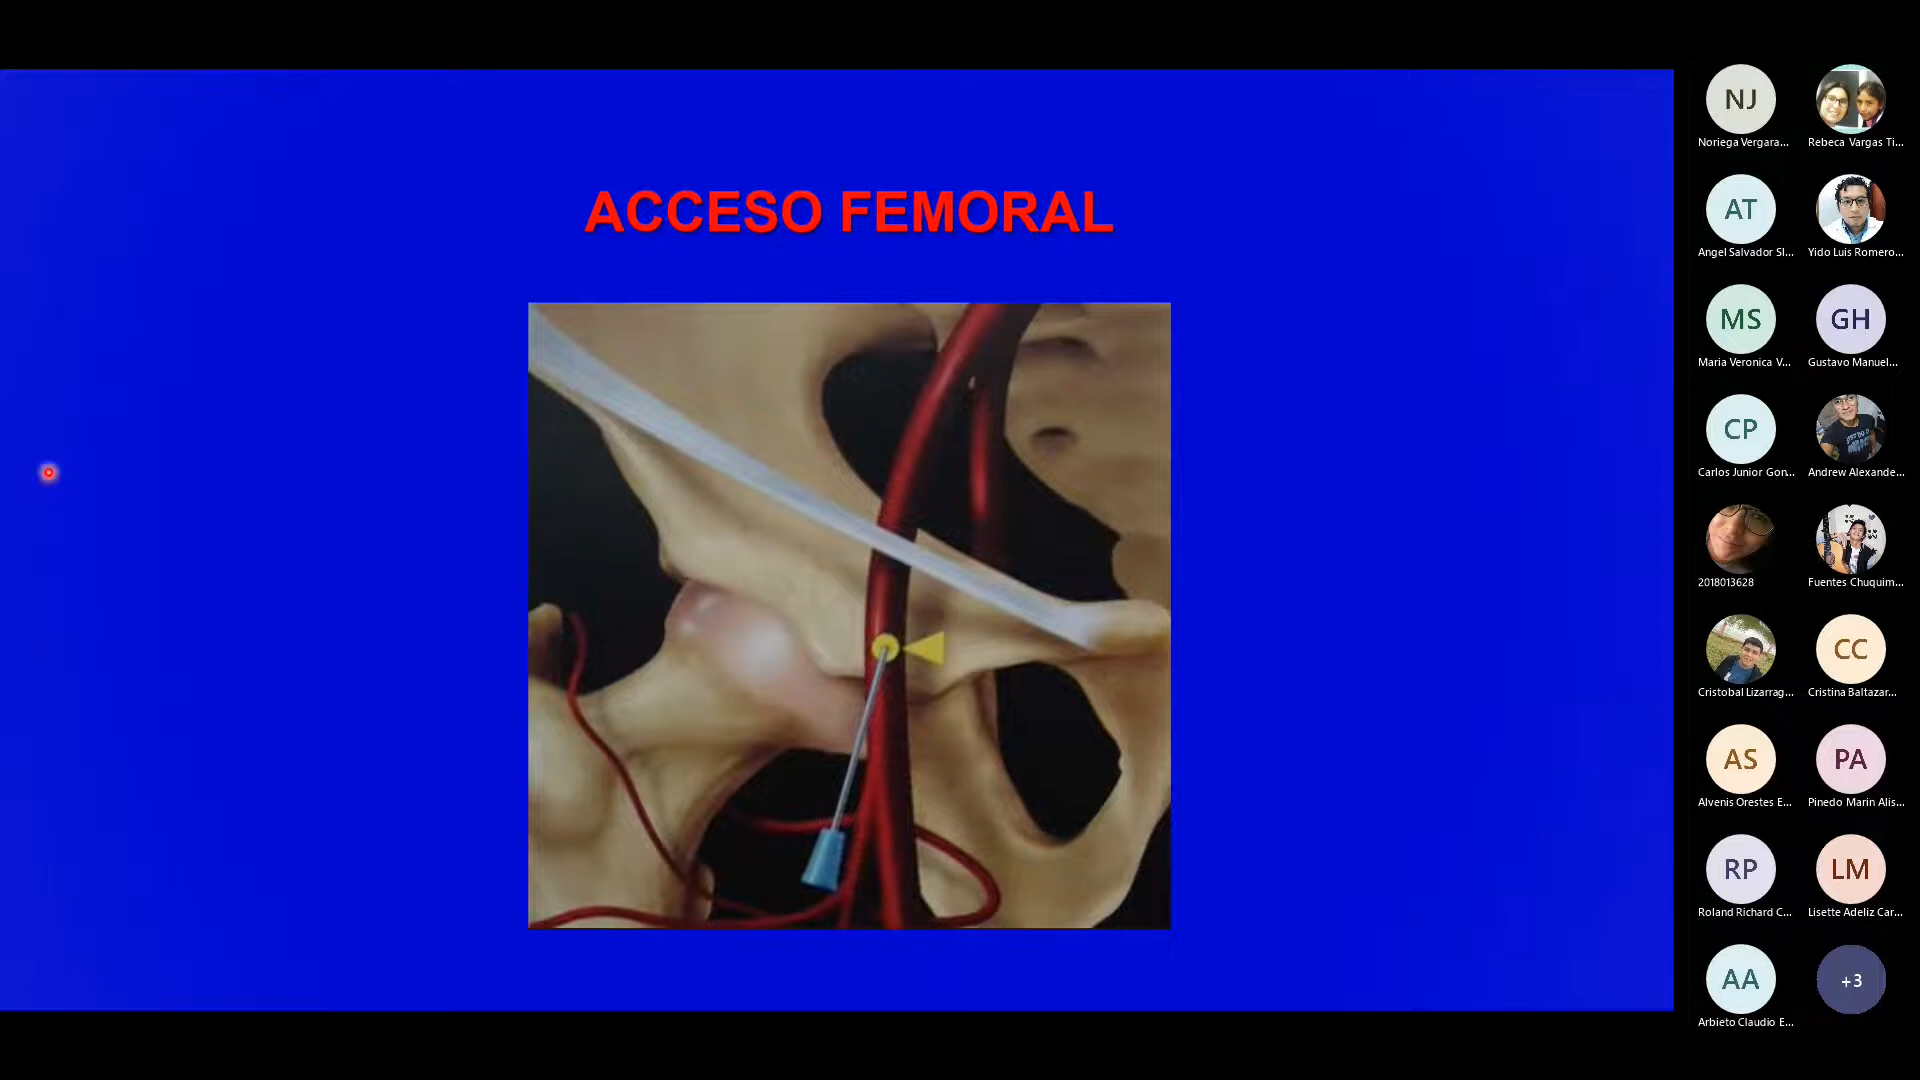 ACCESO FEMORAL
NJ
Noriega Vergara...
Rebeca Vargas Ti...
AT
Angel Salvador Sl...
Yido Luis Romero...
MS
Maria Veronica V...
GH
Gustavo Manuel...
CP
Carlos Junior Gon...
Andrew Alexande...
2018013628
Fuentes Chuquim...
Cristobal Lizarrag...
CC
Cristina Baltazar...
AS
Alvenis Orestes E...
PA
Pinedo Marin Alis...
RP
Roland Richard C...
LM
Lisette Adeliz Car...
AA
Arbieto Claudio E...
+3